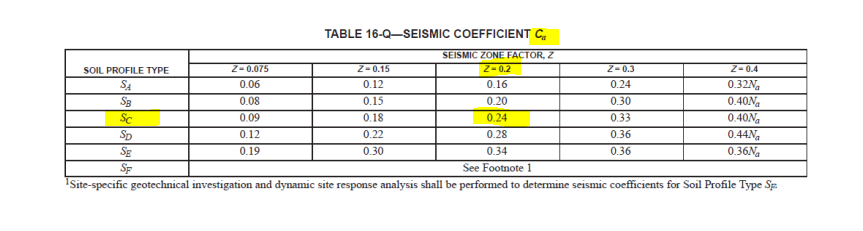 TABLE 16-Q—SEISMIC COEFFICIENT Ca
SEISMIC ZONE FACTOR, Z
SOIL PROFILE TYPE Z = 0.075 Z = 0.15 Z = 0.2 Z = 0.3 Z = 0.4
SA 0.06 0.12 0.16 0.24 0.32Na
SB 0.08 0.15 0.20 0.30 0.40Na
SC 0.09 0.18 0.24 0.33 0.40Na
SD 0.12 0.22 0.28 0.36 0.44Na
SE 0.19 0.30 0.34 0.36 0.36Na
SF See Footnote 1
1Site-specific geotechnical investigation and dynamic site response analysis shall be performed to determine seismic coefficients for Soil Profile Type SF.